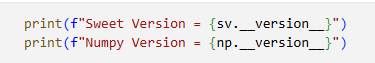 print(f"Sweet Version = {sv.__version__}")
print(f"Numpy Version = {np.__version__}")